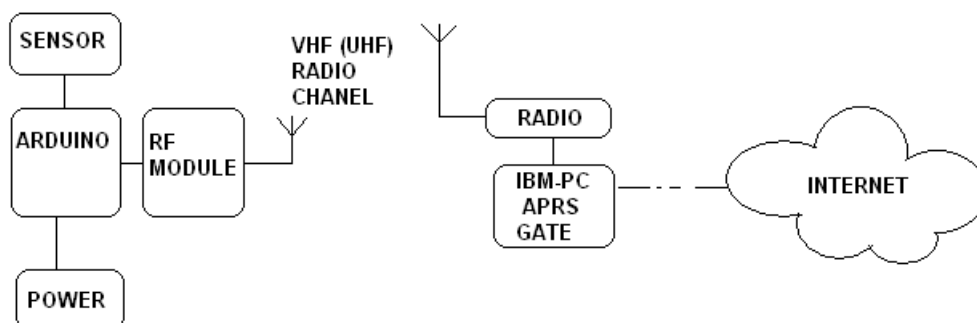 SENSOR
ARDUINO
RF
MODULE
POWER
VHF (UHF)
RADIO
CHANEL
RADIO
IBM-PC
APRS
GATE
INTERNET